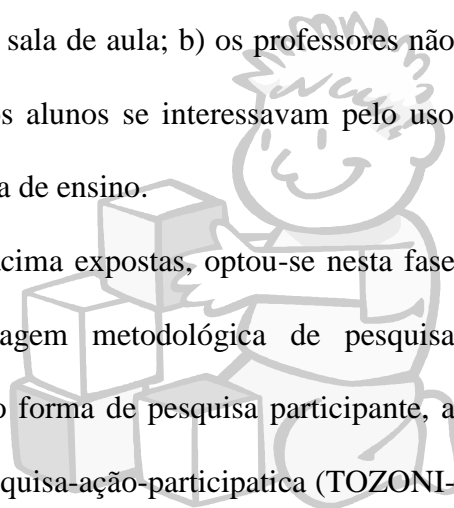 sala de aula; b) os professores não
s alunos se interessavam pelo uso
a de ensino.
cima expostas, optou-se nesta fase
agem metodológica de pesquisa
o forma de pesquisa participante, a
quisa-ação-participatica (TOZONI-